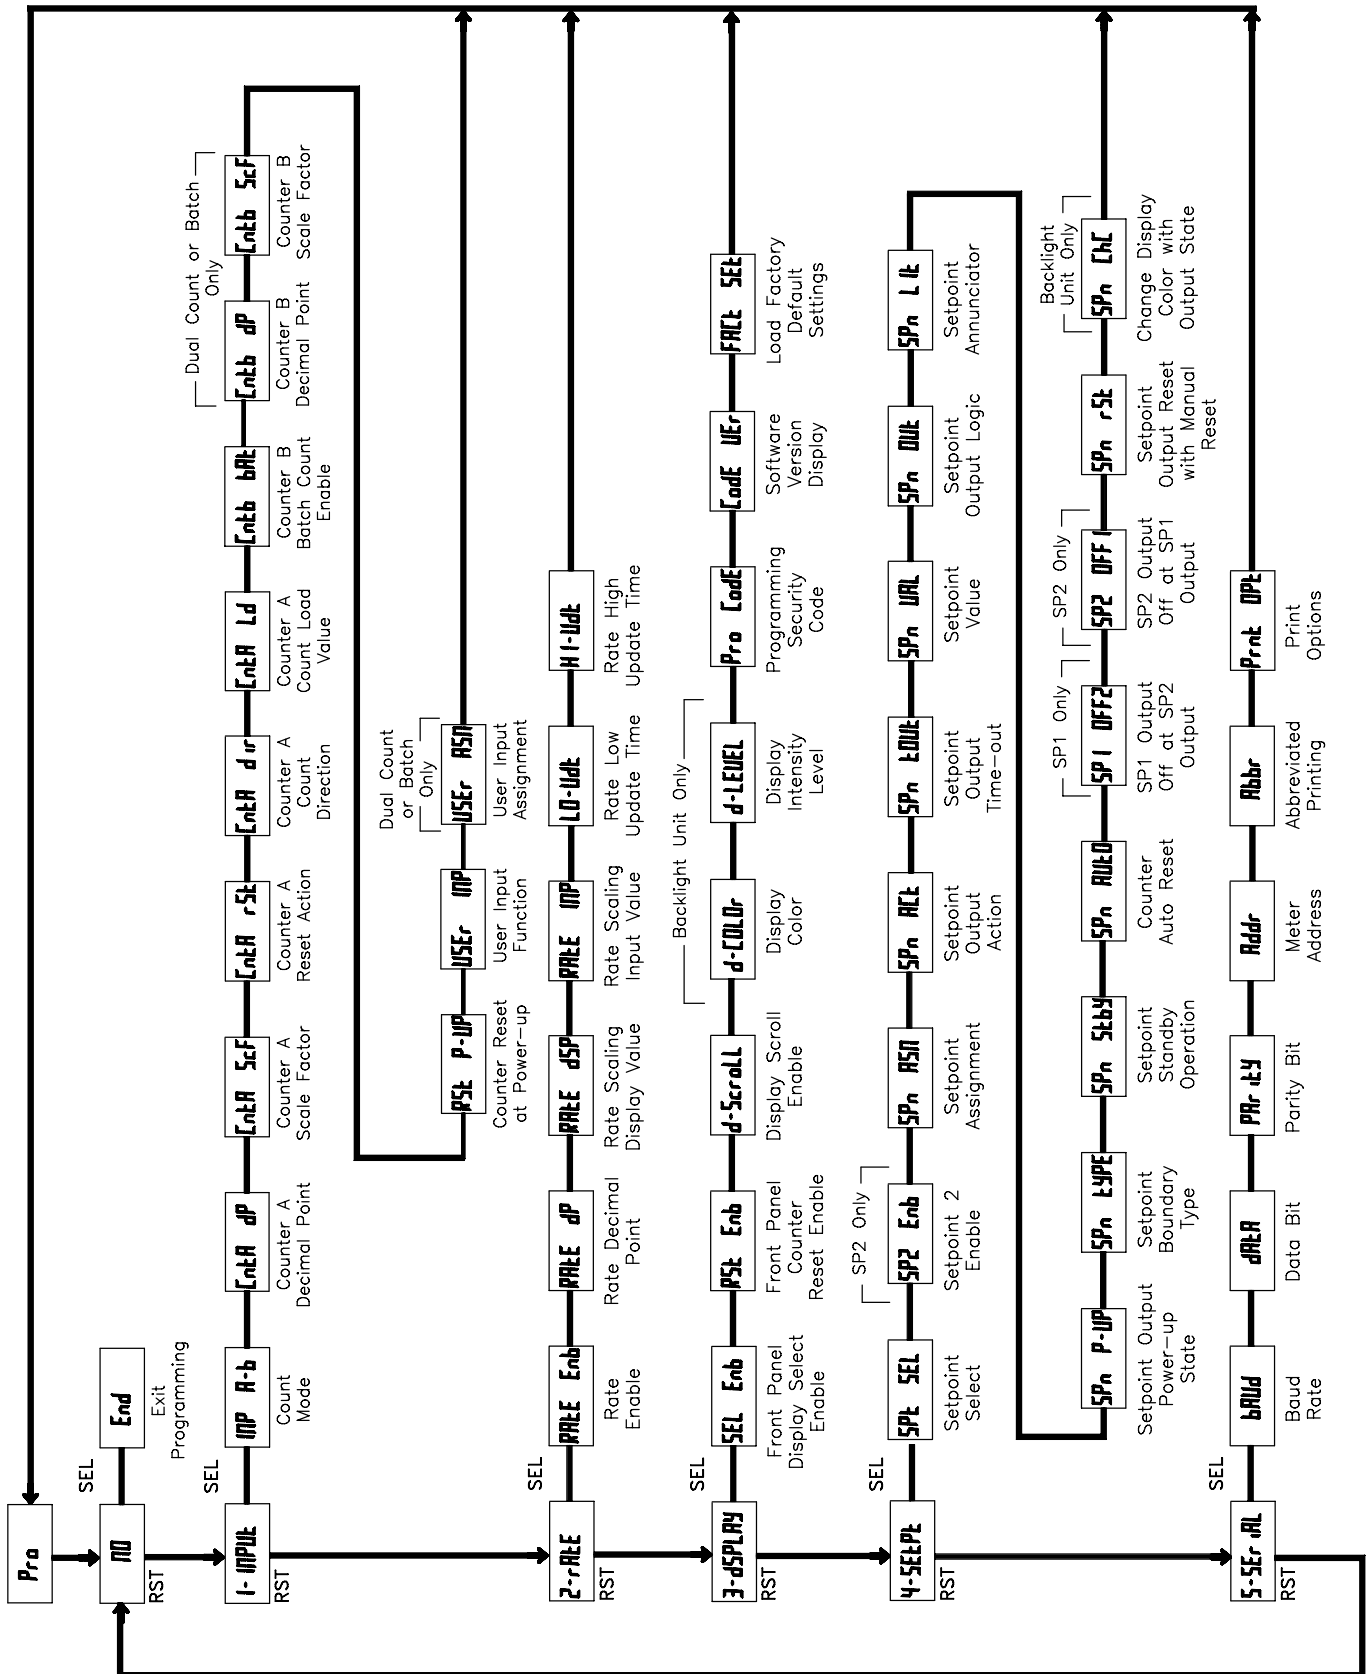 Pro
NO
SEL
RST
End
Exit
Programming
1-INPUt
SEL
RST
INP A-b
Count
Mode
CntA dP
Counter A
Decimal Point
CntA ScF
Counter A
Scale Factor
CntA rSt
Counter A
Reset Action
CntA dir
Counter A
Count
Direction
CntA Ld
Counter A
Count Load
Value
Cntb bAt
Counter B
Batch Count
Enable
Dual Count or Batch
Only
Cntb dP
Counter B
Decimal Point
Cntb ScF
Counter B
Scale Factor
RSt P-UP
Counter Reset
at Power-up
USEr INP
User Input
Function
Dual Count
or Batch
Only
USEr ASN
User Input
Assignment
2-rAtE
SEL
RST
RAtE Enb
Rate
Enable
RAtE dP
Rate Decimal
Point
RAtE dSP
Rate Scaling
Display Value
RAtE INP
Rate Scaling
Input Value
LO-Udt
Rate Low
Update Time
HI-Udt
Rate High
Update Time
3-dSPLAY
SEL
RST
SEL Enb
Front Panel
Display Select
Enable
RSt Enb
Front Panel
Counter
Reset Enable
d-ScroLL
Display Scroll
Enable
Backlight Unit Only
d-COLOr
Display
Color
d-LEVEL
Display
Intensity
Level
Pro CodE
Programming
Security
Code
CodE VEr
Software
Version
Display
FACt SEt
Load Factory
Default
Settings
4-SEtPt
SEL
RST
SPt SEL
Setpoint
Select
SP2 Only
SP2 Enb
Setpoint 2
Enable
SPn ASN
Setpoint
Assignment
SPn ACt
Setpoint
Output
Action
SPn tOUt
Setpoint
Output
Time-out
SPn VAL
Setpoint
Value
SPn OUt
Setpoint
Output Logic
SPn Lit
Setpoint
Annunciator
SPn P-UP
Setpoint Output
Power-up
State
SPn tYPE
Setpoint
Boundary
Type
SPn Stby
Setpoint
Standby
Operation
SPn AUtO
Counter
Auto Reset
SP1 Only
SP1 OFF2
SP1 Output
Off at SP2
Output
SP2 Only
SP2 OFF1
SP2 Output
Off at SP1
Output
SPn rSt
Setpoint
Output Reset
with Manual
Reset
Backlight
Unit Only
SPn ChC
Change Display
Color with
Output State
5-SEriAL
SEL
RST
bAUd
Baud
Rate
dAtA
Data Bit
PAritY
Parity Bit
Addr
Meter
Address
Abbr
Abbreviated
Printing
Prnt OPt
Print
Options